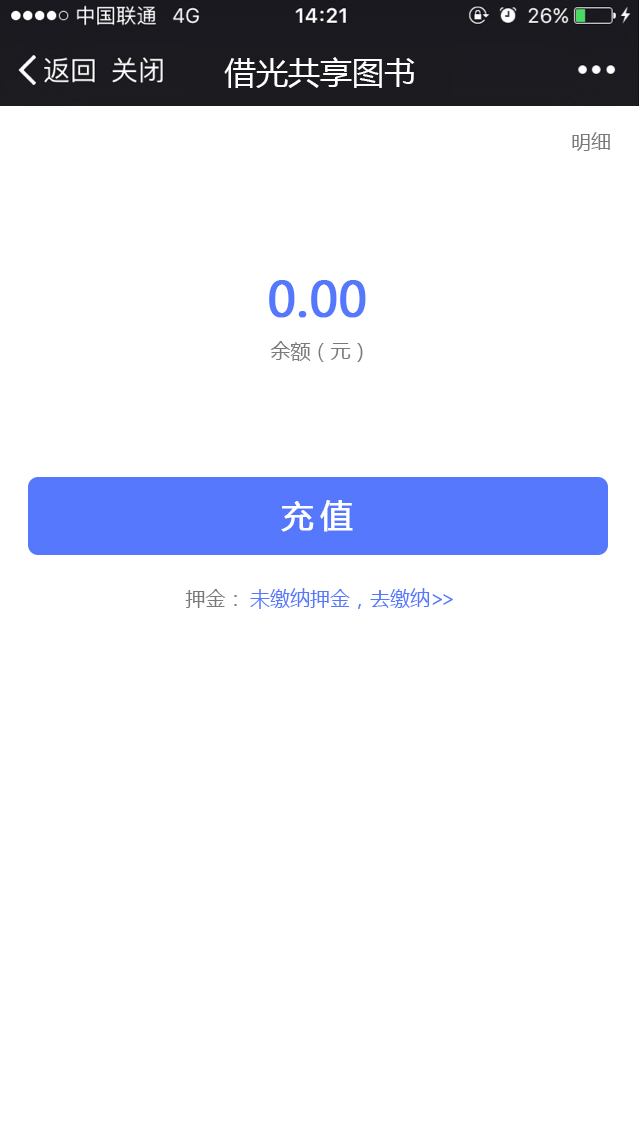 中国联通 4G 14:21 26%
返回 关闭 借光共享图书
明细
0.00
余额（元）
充值
押金：未缴纳押金，去缴纳>>